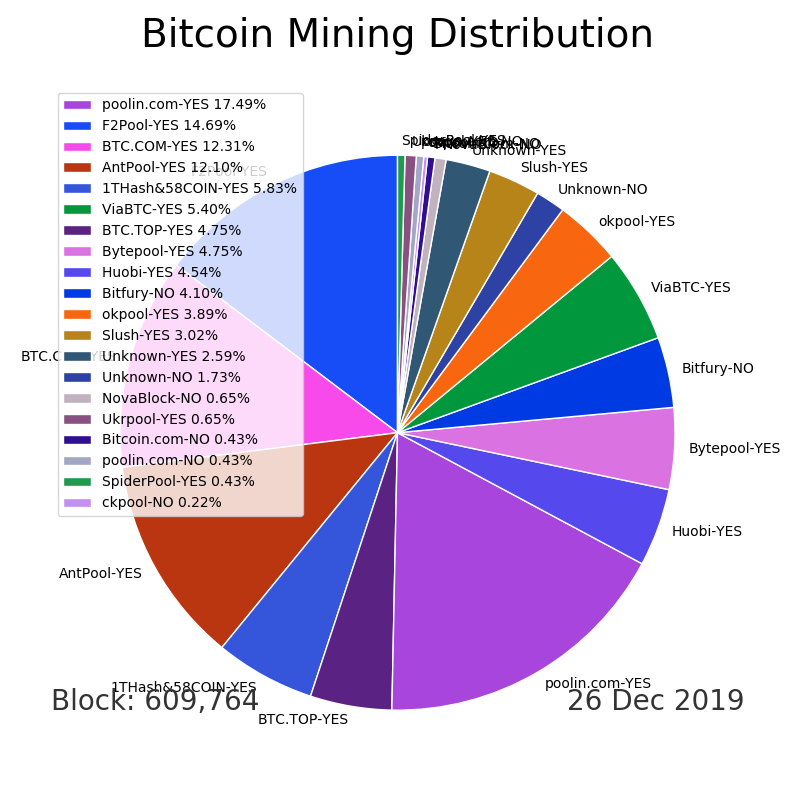 Bitcoin Mining Distribution
poolin.com-YES 17.49%
F2Pool-YES 14.69%
BTC.COM-YES 12.31%
AntPool-YES 12.10%
1THash&58COIN-YES 5.83%
ViaBTC-YES 5.40%
BTC.TOP-YES 4.75%
Bytepool-YES 4.75%
Huobi-YES 4.54%
Bitfury-NO 4.10%
okpool-YES 3.89%
Slush-YES 3.02%
Unknown-YES 2.59%
Unknown-NO 1.73%
NovaBlock-NO 0.65%
Ukrpool-YES 0.65%
Bitcoin.com-NO 0.43%
poolin.com-NO 0.43%
SpiderPool-YES 0.43%
ckpool-NO 0.22%
Unknown-YES
Slush-YES
Unknown-NO
okpool-YES
ViaBTC-YES
Bitfury-NO
Bytepool-YES
Huobi-YES
poolin.com-YES
BTC.TOP-YES
1THash&58COIN-YES
AntPool-YES
F2Pool-YES
Block: 609,764
26 Dec 2019